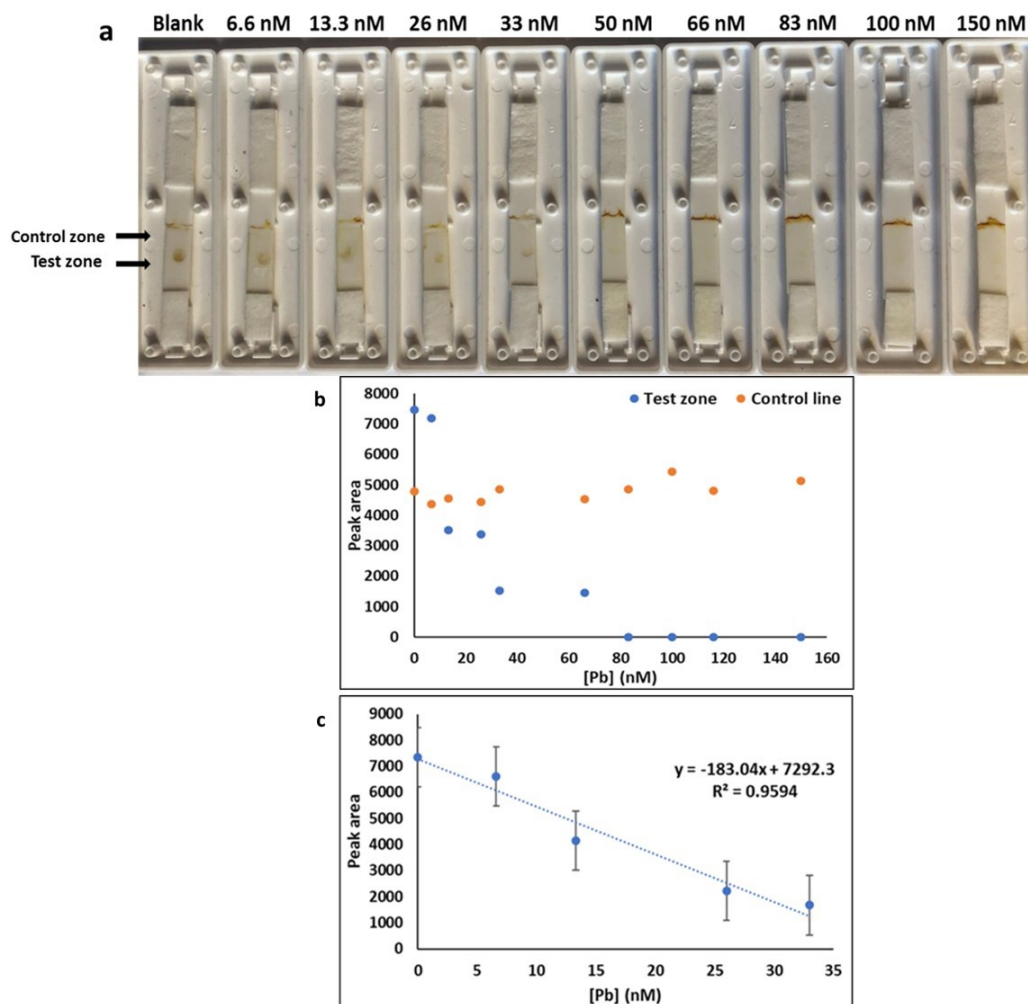 a
Blank 6.6 nM 13.3 nM 26 nM 33 nM 50 nM 66 nM 83 nM 100 nM 150 nM
Control zone
Test zone
b
Test zone Control line
8000
7000
6000
5000
4000
3000
2000
1000
0
Peak area
0 20 40 60 80 100 120 140 160
[Pb] (nM)
c
9000
8000
7000
6000
5000
4000
3000
2000
1000
0
Peak area
y = -183.04x + 7292.3
R² = 0.9594
0 5 10 15 20 25 30 35
[Pb] (nM)